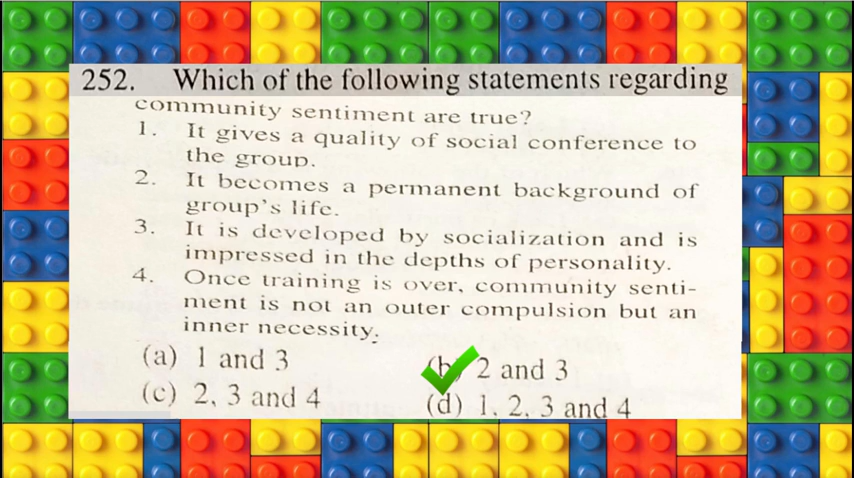 252. Which of the following statements regarding
community sentiment are true?
1. It gives a quality of social conference to
the group.
2. It becomes a permanent background of
group's life.
3. It is developed by socialization and is
impressed in the depths of personality.
4. Once training is over, community senti-
ment is not an outer compulsion but an
inner necessity.
(a) 1 and 3 (b) 2 and 3
(c) 2, 3 and 4 (d) 1, 2, 3 and 4